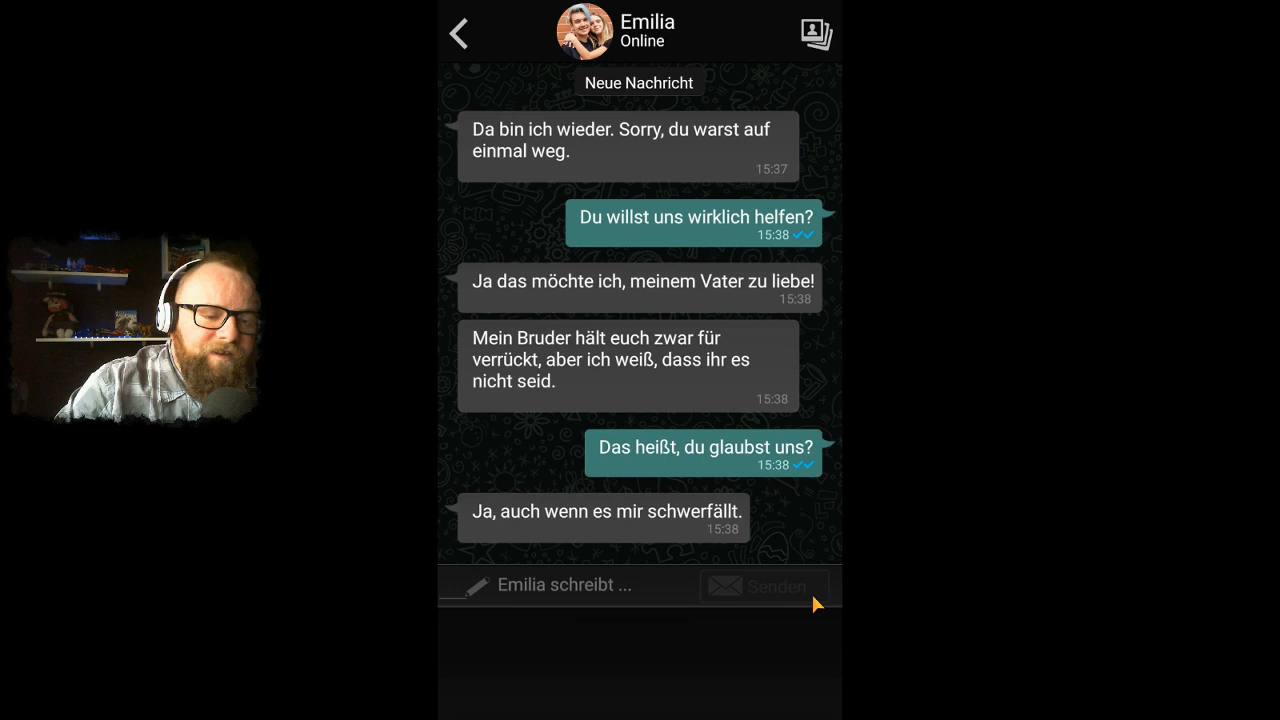 Emilia
Online
Neue Nachricht
Da bin ich wieder. Sorry, du warst auf
einmal weg.
15:37
Du willst uns wirklich helfen?
15:38
Ja das möchte ich, meinem Vater zu liebe!
15:38
Mein Bruder hält euch zwar für
verrückt, aber ich weiß, dass ihr es
nicht seid.
15:38
Das heißt, du glaubst uns?
15:38
Ja, auch wenn es mir schwerfällt.
15:38
Emilia schreibt ...
Senden